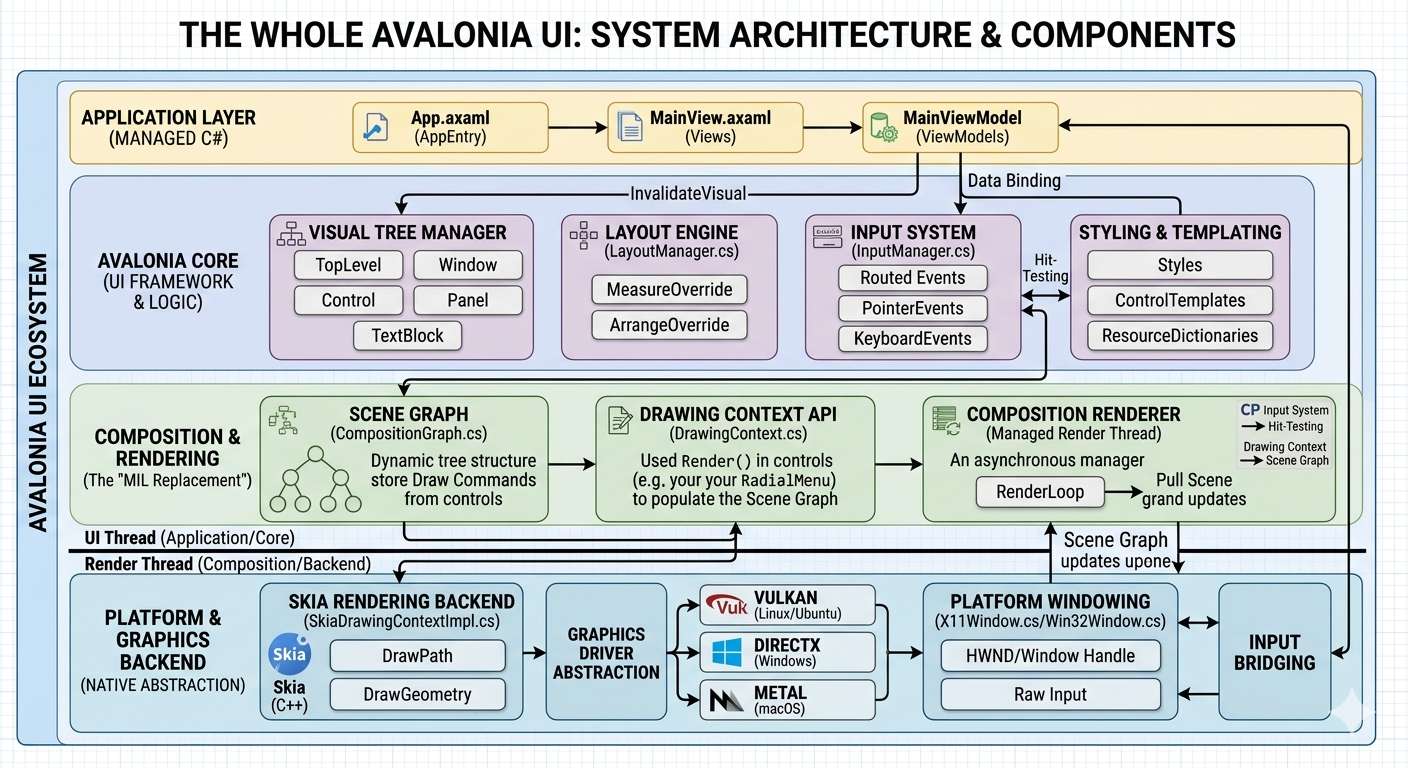 THE WHOLE AVALONIA UI: SYSTEM ARCHITECTURE & COMPONENTS
AVALONIA UI ECOSYSTEM
APPLICATION LAYER
(MANAGED C#)
App.axaml
(AppEntry)
MainView.axaml
(Views)
MainViewModel
(ViewModels)
InvalidateVisual
Data Binding
AVALONIA CORE
(UI FRAMEWORK
& LOGIC)
VISUAL TREE MANAGER
TopLevel
Window
Control
Panel
TextBlock
LAYOUT ENGINE
(LayoutManager.cs)
MeasureOverride
ArrangeOverride
INPUT SYSTEM
(InputManager.cs)
Routed Events
PointerEvents
KeyboardEvents
Hit-
Testing
STYLING & TEMPLATING
Styles
ControlTemplates
ResourceDictionaries
COMPOSITION &
RENDERING
(The "MIL Replacement")
SCENE GRAPH
(CompositionGraph.cs)
Dynamic tree structure
store Draw Commands
from controls
DRAWING CONTEXT API
(DrawingContext.cs)
Used Render() in controls
(e.g. your your RadialMenu)
to populate the Scene Graph
COMPOSITION RENDERER
(Managed Render Thread)
An asynchronous manager
RenderLoop
Pull Scene
grand updates
CP Input System
Hit-Testing
Drawing Context
Scene Graph
UI Thread (Application/Core)
Render Thread (Composition/Backend)
Scene Graph
updates upone
PLATFORM &
GRAPHICS
BACKEND
(NATIVE ABSTRACTION)
SKIA RENDERING BACKEND
(SkiaDrawingContextImpl.cs)
Skia
Skia
(C++)
DrawPath
DrawGeometry
GRAPHICS
DRIVER
ABSTRACTION
Vuk
VULKAN
(Linux/Ubuntu)
DIRECTX
(Windows)
METAL
(macOS)
PLATFORM WINDOWING
(X11Window.cs/Win32Window.cs)
HWND/Window Handle
Raw Input
INPUT
BRIDGING